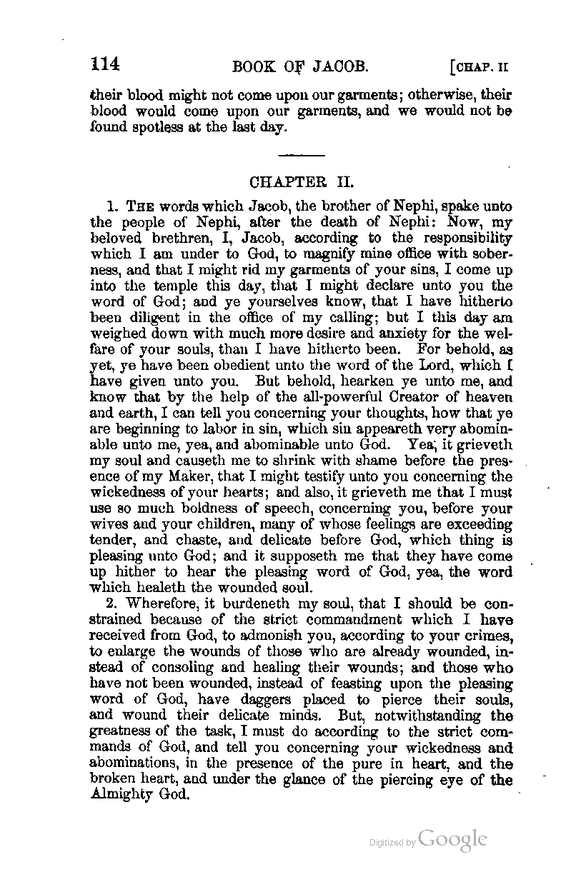 114 BOOK OF JACOB. [CHAP. II
their blood might not come upon our garments; otherwise, their
blood would come upon our garments, and we would not be
found spotless at the last day.
CHAPTER II.
1. THE words which Jacob, the brother of Nephi, spake unto
the people of Nephi, after the death of Nephi: Now, my
beloved brethren, I, Jacob, according to the responsibility
which I am under to God, to magnify mine office with sober-
ness, and that I might rid my garments of your sins, I come up
into the temple this day, that I might declare unto you the
word of God; and ye yourselves know, that I have hitherto
been diligent in the office of my calling; but I this day am
weighed down with much more desire and anxiety for the wel-
fare of your souls, than I have hitherto been. For behold, as
yet, ye have been obedient unto the word of the Lord, which I
have given unto you. But behold, hearken ye unto me, and
know that by the help of the all-powerful Creator of heaven
and earth, I can tell you concerning your thoughts, how that ye
are beginning to labor in sin, which sin appeareth very abomin-
able unto me, yea, and abominable unto God. Yea, it grieveth
my soul and causeth me to shrink with shame before the pres-
ence of my Maker, that I might testify unto you concerning the
wickedness of your hearts; and also, it grieveth me that I must
use so much boldness of speech, concerning you, before your
wives and your children, many of whose feelings are exceeding
tender, and chaste, and delicate before God, which thing is
pleasing unto God; and it supposeth me that they have come
up hither to hear the pleasing word of God, yea, the word
which healeth the wounded soul.
2. Wherefore, it burdeneth my soul, that I should be con-
strained because of the strict commandment which I have
received from God, to admonish you, according to your crimes,
to enlarge the wounds of those who are already wounded, in-
stead of consoling and healing their wounds; and those who
have not been wounded, instead of feasting upon the pleasing
word of God, have daggers placed to pierce their souls,
and wound their delicate minds. But, notwithstanding the
greatness of the task, I must do according to the strict com-
mands of God, and tell you concerning your wickedness and
abominations, in the presence of the pure in heart, and the
broken heart, and under the glance of the piercing eye of the
Almighty God.
Digitized by Google